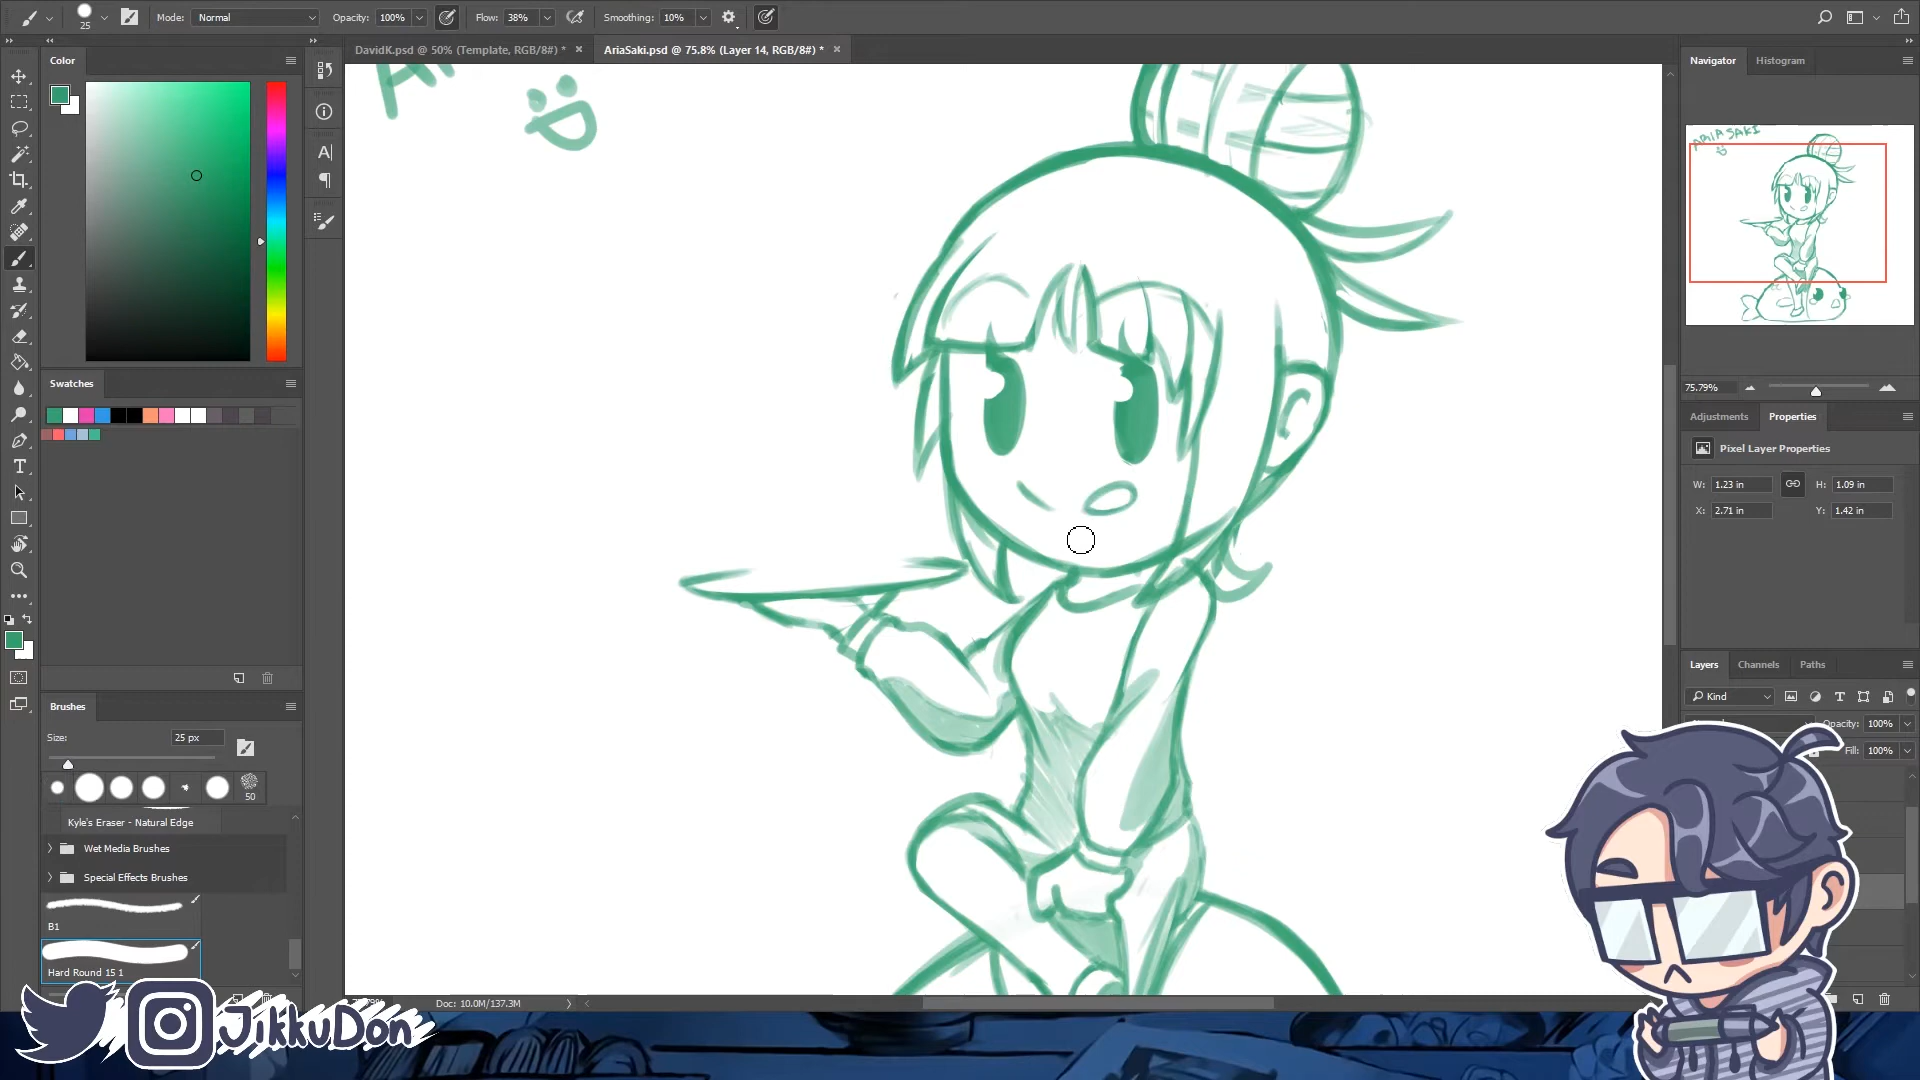 25
Mode: Normal
Opacity: 100%
Flow: 38%
Smoothing: 10%
DavidK.psd @ 50% (Template, RGB/8#) * ×
AriaSaki.psd @ 75.8% (Layer 14, RGB/8#) * ×
Color
Swatches
Brushes
Size: 25 px
50
Kyle's Eraser - Natural Edge
Wet Media Brushes
Special Effects Brushes
B1
Hard Round 15 1
Doc: 10.0M/137.3M
Navigator
Histogram
ARIASAKI
75.79%
Adjustments
Properties
Pixel Layer Properties
W: 1.23 in
H: 1.09 in
X: 2.71 in
Y: 1.42 in
Layers
Channels
Paths
Kind
Opacity: 100%
Fill: 100%
JikkuDon